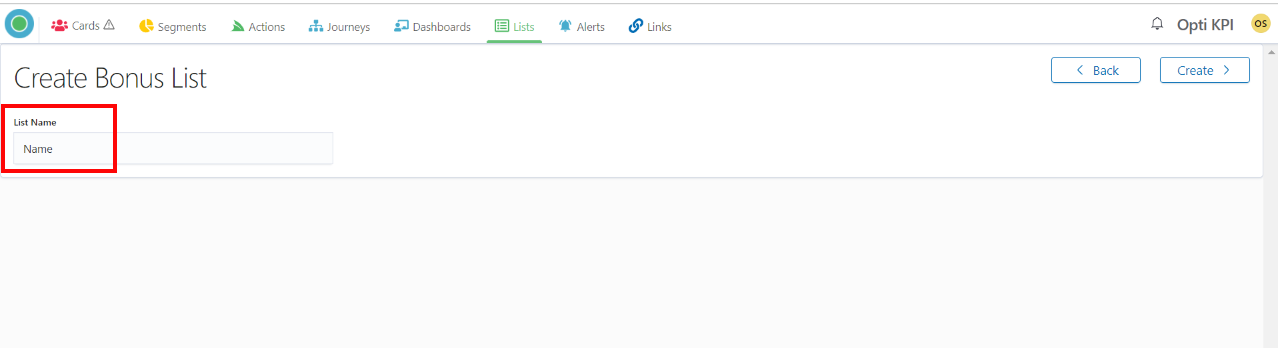 Cards Segments Actions Journeys Dashboards Lists Alerts Links Opti KPI OS
Create Bonus List
Back Create
List Name
Name